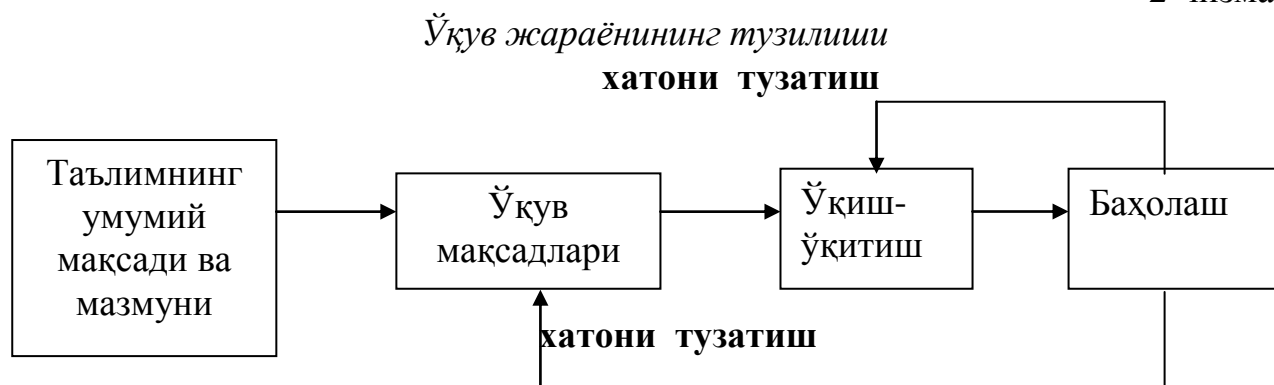 Ўқув жараёнининг тузилиши
хатони тузатиш
Таълимнинг
умумий
мақсади ва
мазмуни
Ўқув
мақсадлари
Ўқиш-
ўқитиш
Баҳолаш
хатони тузатиш